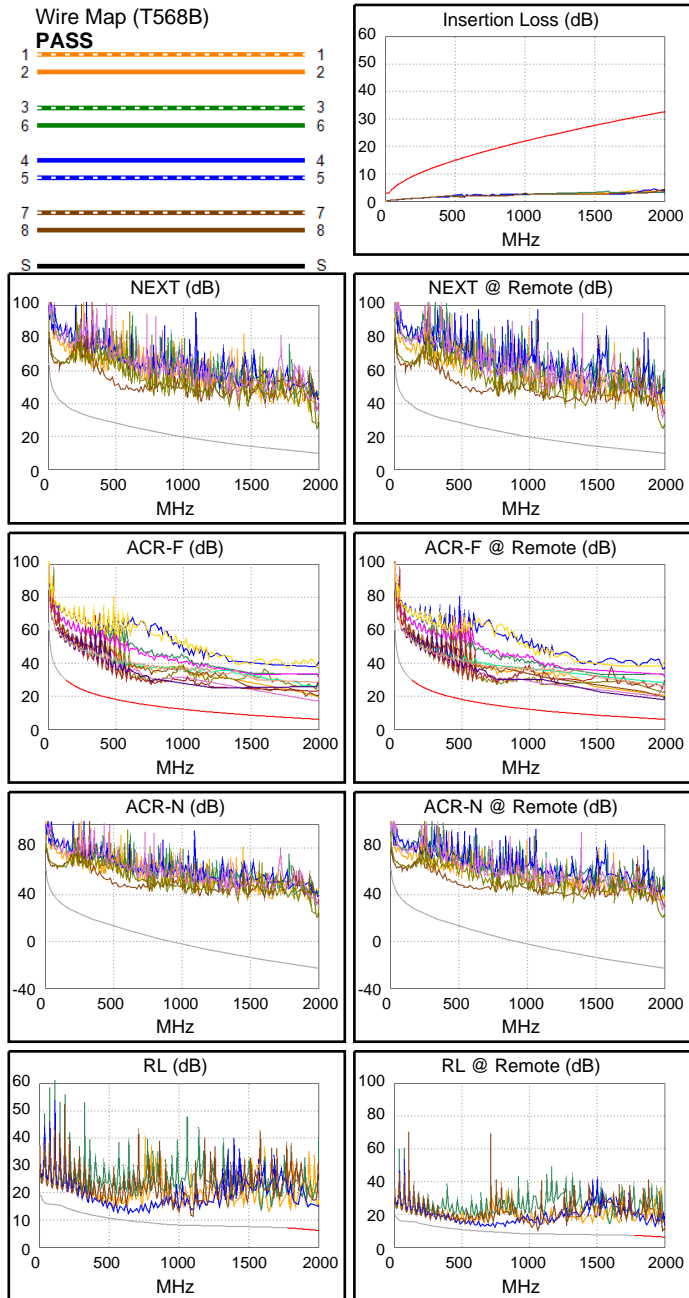 Wire Map (T568B)
PASS
1 1
2 2
3 3
6 6
4 4
5 5
7 7
8 8
S S
Insertion Loss (dB)
60
50
40
30
20
10
0
0 500 1000 1500 2000
MHz
NEXT (dB)
100
80
60
40
20
0
0 500 1000 1500 2000
MHz
NEXT @ Remote (dB)
100
80
60
40
20
0
0 500 1000 1500 2000
MHz
ACR-F (dB)
100
80
60
40
20
0
0 500 1000 1500 2000
MHz
ACR-F @ Remote (dB)
100
80
60
40
20
0
0 500 1000 1500 2000
MHz
ACR-N (dB)
80
40
0
-40
0 500 1000 1500 2000
MHz
ACR-N @ Remote (dB)
80
40
0
-40
0 500 1000 1500 2000
MHz
RL (dB)
60
50
40
30
20
10
0
0 500 1000 1500 2000
MHz
RL @ Remote (dB)
100
80
60
40
20
0
0 500 1000 1500 2000
MHz